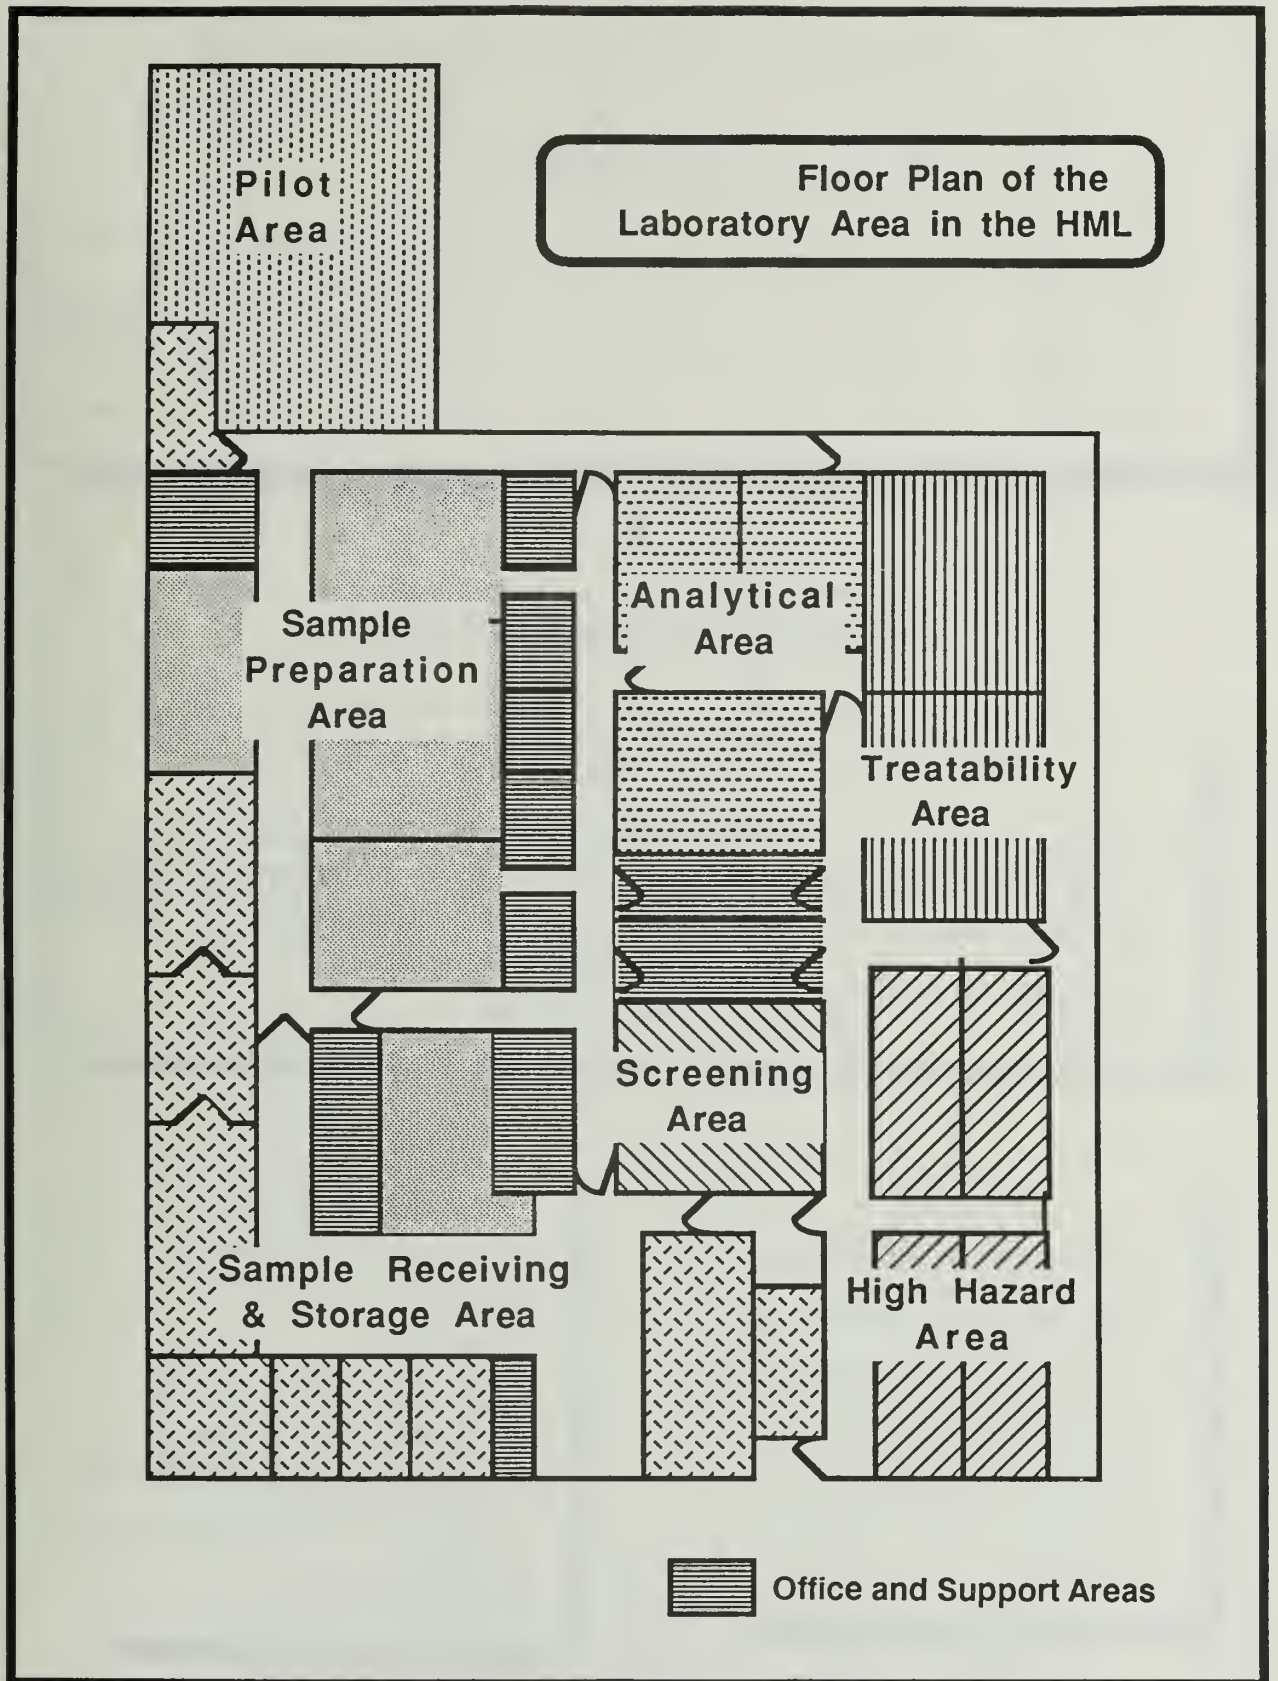 Pilot
Area
Floor Plan of the
Laboratory Area in the HML
Sample
Preparation
Area
Analytical
Area
Treatability
Area
Screening
Area
Sample Receiving
& Storage Area
High Hazard
Area
Office and Support Areas